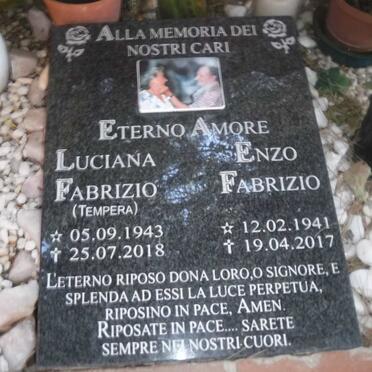 ALLA MEMORIA DEI
NOSTRI CARI
ETERNO AMORE
LUCIANA ENZO
FABRIZIO FABRIZIO
(TEMPERA)
☆ 05.09.1943 ☆ 12.02.1941
✝ 25.07.2018 ✝ 19.04.2017
L'ETERNO RIPOSO DONA LORO,O SIGNORE, E
SPLENDA AD ESSI LA LUCE PERPETUA,
RIPOSINO IN PACE, AMEN.
RIPOSATE IN PACE.... SARETE
SEMPRE NEI NOSTRI CUORI.